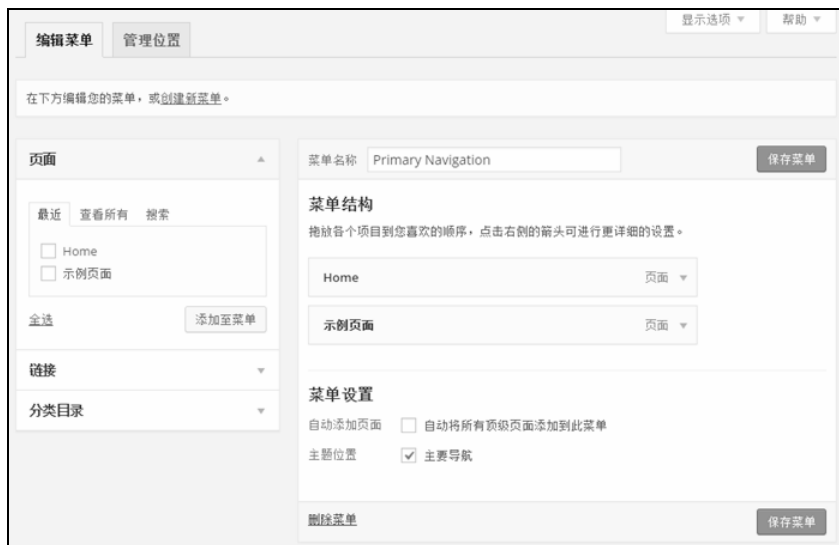 显示选项 帮助
编辑菜单 管理位置
在下方编辑您的菜单，或创建新菜单。
页面
最近 查看所有 搜索
Home
示例页面
全选 添加至菜单
链接
分类目录
菜单名称 Primary Navigation 保存菜单
菜单结构
拖放各个项目到您喜欢的顺序，点击右侧的箭头可进行更详细的设置。
Home 页面
示例页面 页面
菜单设置
自动添加页面 自动将所有顶级页面添加到此菜单
主题位置 主要导航
删除菜单 保存菜单